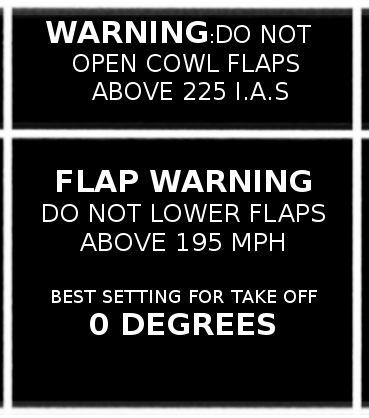 WARNING:DO NOT
OPEN COWL FLAPS
ABOVE 225 I.A.S
FLAP WARNING
DO NOT LOWER FLAPS
ABOVE 195 MPH
BEST SETTING FOR TAKE OFF
0 DEGREES